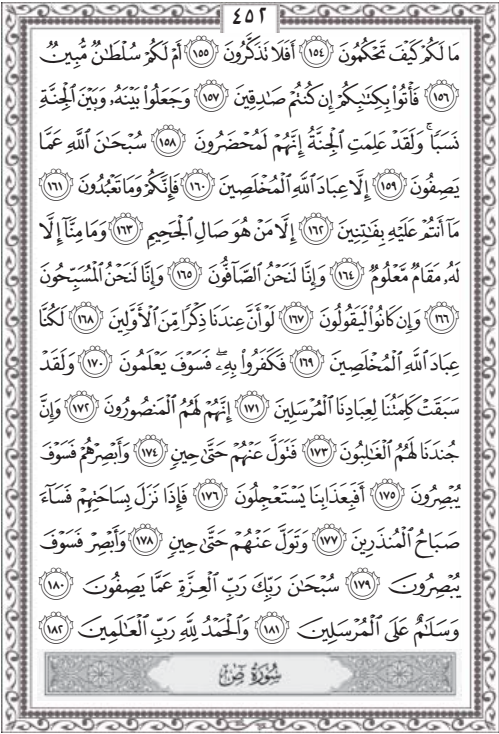 ٤٥٢
مَا لَكُمْ كَيْفَ تَحْكُمُونَ ١٥٤ أَفَلَا تَذَكَّرُونَ ١٥٥ أَمْ لَكُمْ سُلْطَٰنٌ مُّبِينٌ
١٥٦ فَأْتُوا۟ بِكِتَٰبِكُمْ إِن كُنتُمْ صَٰدِقِينَ ١٥٧ وَجَعَلُوا۟ بَيْنَهُۥ وَبَيْنَ ٱلْجِنَّةِ
نَسَبًا ۚ وَلَقَدْ عَلِمَتِ ٱلْجِنَّةُ إِنَّهُمْ لَمُحْضَرُونَ ١٥٨ سُبْحَٰنَ ٱللَّهِ عَمَّا
يَصِفُونَ ١٥٩ إِلَّا عِبَادَ ٱللَّهِ ٱلْمُخْلَصِينَ ١٦٠ فَإِنَّكُمْ وَمَا تَعْبُدُونَ ١٦١
مَآ أَنتُمْ عَلَيْهِ بِفَٰتِنِينَ ١٦٢ إِلَّا مَنْ هُوَ صَالِ ٱلْجَحِيمِ ١٦٣ وَمَا مِنَّآ إِلَّا
لَهُۥ مَقَامٌ مَّعْلُومٌ ١٦٤ وَإِنَّا لَنَحْنُ ٱلصَّآفُّونَ ١٦٥ وَإِنَّا لَنَحْنُ ٱلْمُسَبِّحُونَ
١٦٦ وَإِن كَانُوا۟ لَيَقُولُونَ ١٦٧ لَوْ أَنَّ عِندَنَا ذِكْرًا مِّنَ ٱلْأَوَّلِينَ ١٦٨ لَكُنَّا
عِبَادَ ٱللَّهِ ٱلْمُخْلَصِينَ ١٦٩ فَكَفَرُوا۟ بِهِۦ ۖ فَسَوْفَ يَعْلَمُونَ ١٧٠ وَلَقَدْ
سَبَقَتْ كَلِمَتُنَا لِعِبَادِنَا ٱلْمُرْسَلِينَ ١٧١ إِنَّهُمْ لَهُمُ ٱلْمَنصُورُونَ ١٧٢ وَإِنَّ
جُندَنَا لَهُمُ ٱلْغَٰلِبُونَ ١٧٣ فَتَوَلَّ عَنْهُمْ حَتَّىٰ حِينٍ ١٧٤ وَأَبْصِرْهُمْ فَسَوْفَ
يُبْصِرُونَ ١٧٥ أَفَبِعَذَابِنَا يَسْتَعْجِلُونَ ١٧٦ فَإِذَا نَزَلَ بِسَاحَتِهِمْ فَسَآءَ
صَبَاحُ ٱلْمُنذَرِينَ ١٧٧ وَتَوَلَّ عَنْهُمْ حَتَّىٰ حِينٍ ١٧٨ وَأَبْصِرْ فَسَوْفَ
يُبْصِرُونَ ١٧٩ سُبْحَٰنَ رَبِّكَ رَبِّ ٱلْعِزَّةِ عَمَّا يَصِفُونَ ١٨٠
وَسَلَٰمٌ عَلَى ٱلْمُرْسَلِينَ ١٨١ وَٱلْحَمْدُ لِلَّهِ رَبِّ ٱلْعَٰلَمِينَ ١٨٢
سُورَةُ صٓ